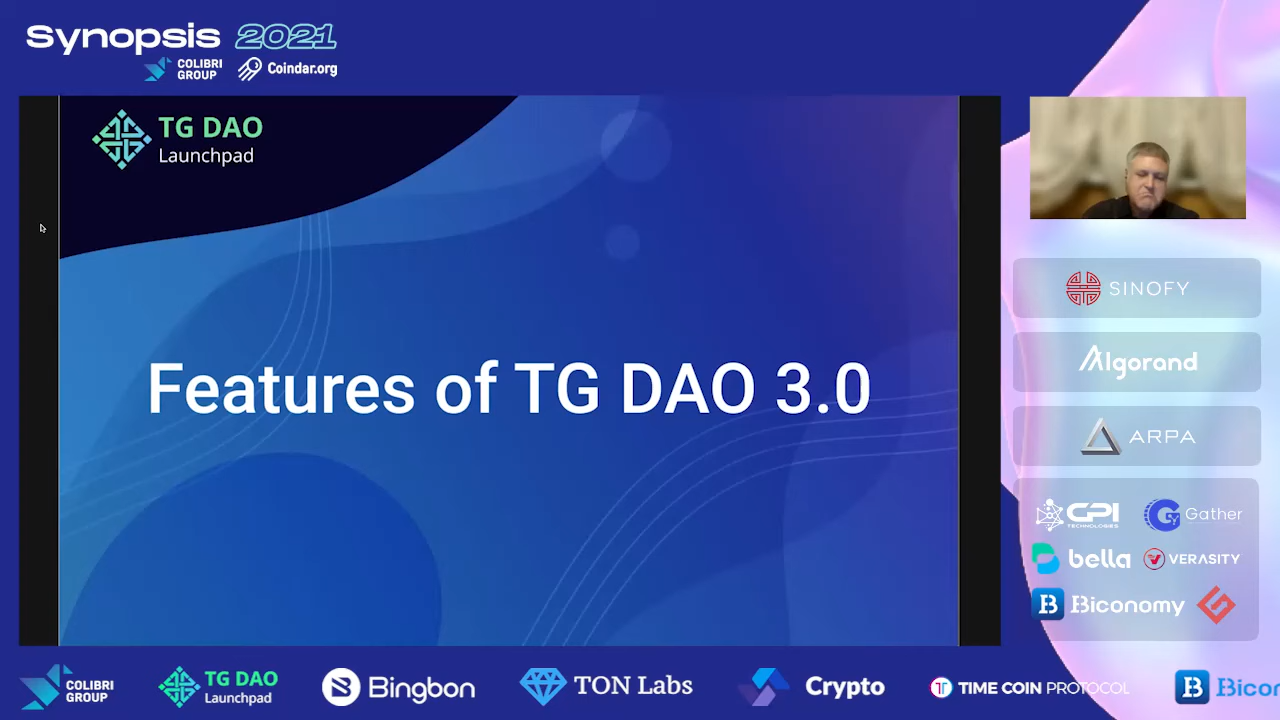 Synopsis 2021
COLIBRI
GROUP
Coindar.org
TG DAO
Launchpad
Features of TG DAO 3.0
SINOFY
Algorand
ARPA
CPI
TECHNOLOGIES
Gather
bella
VERASITY
Biconomy
COLIBRI
GROUP
TG DAO
Launchpad
Bingbon
TON Labs
Crypto
TIME COIN PROTOCOL
Bicor